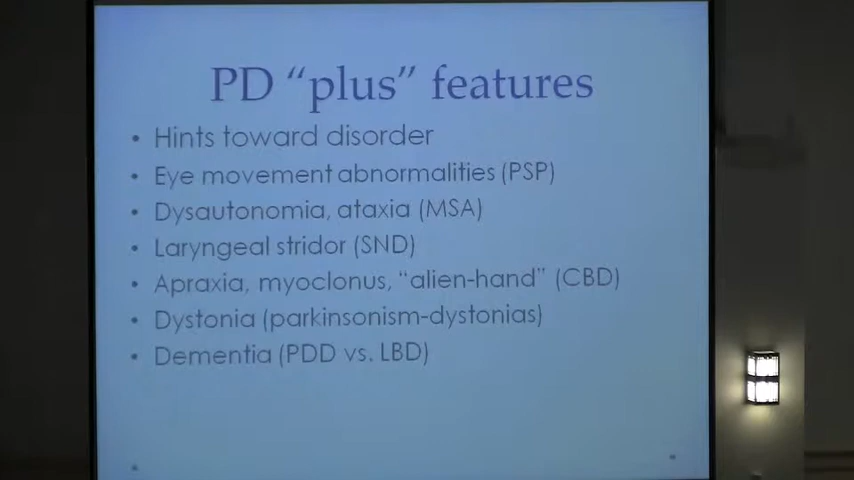 PD “plus” features
• Hints toward disorder
• Eye movement abnormalities (PSP)
• Dysautonomia, ataxia (MSA)
• Laryngeal stridor (SND)
• Apraxia, myoclonus, “alien-hand” (CBD)
• Dystonia (parkinsonism-dystonias)
• Dementia (PDD vs. LBD)